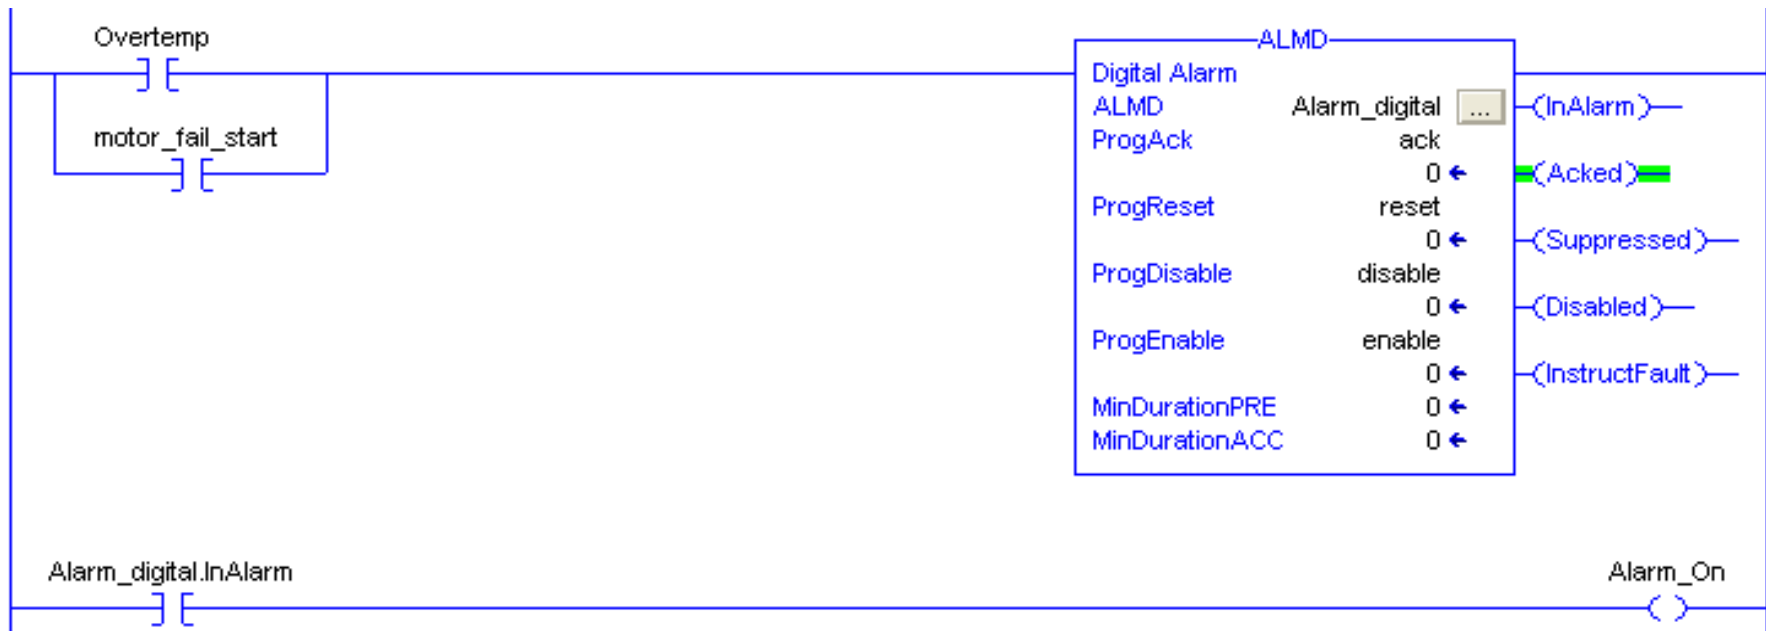 Overtemp
ALMD
Digital Alarm
motor_fail_start
ALMD Alarm_digital ... (InAlarm)
ProgAck ack
0 (Acked)
ProgReset reset
0 (Suppressed)
ProgDisable disable
0 (Disabled)
ProgEnable enable
0 (InstructFault)
MinDurationPRE 0
MinDurationACC 0
Alarm_digital.InAlarm
Alarm_On